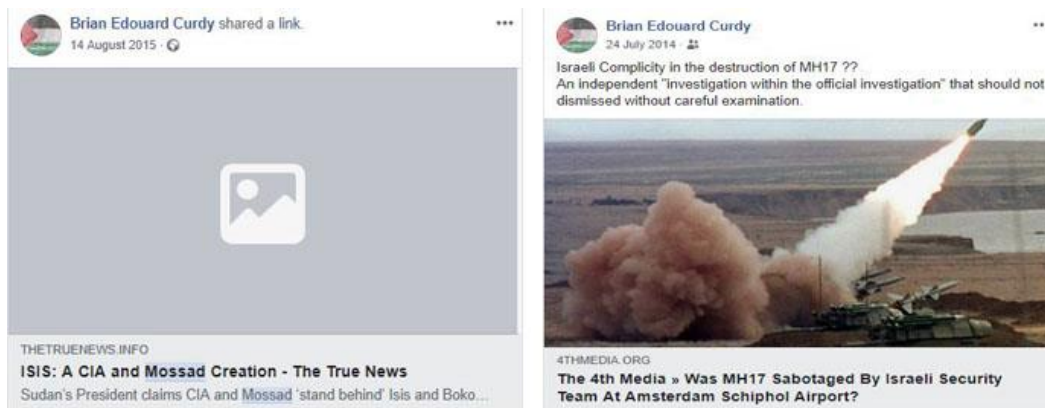 Brian Edouard Curdy shared a link.
14 August 2015
THETRUENEWS.INFO
ISIS: A CIA and Mossad Creation - The True News
Sudan's President claims CIA and Mossad 'stand behind' Isis and Boko...
Brian Edouard Curdy
24 July 2014
Israeli Complicity in the destruction of MH17 ??
An independent "investigation within the official investigation" that should not
dismissed without careful examination.
4THMEDIA.ORG
The 4th Media » Was MH17 Sabotaged By Israeli Security
Team At Amsterdam Schiphol Airport?